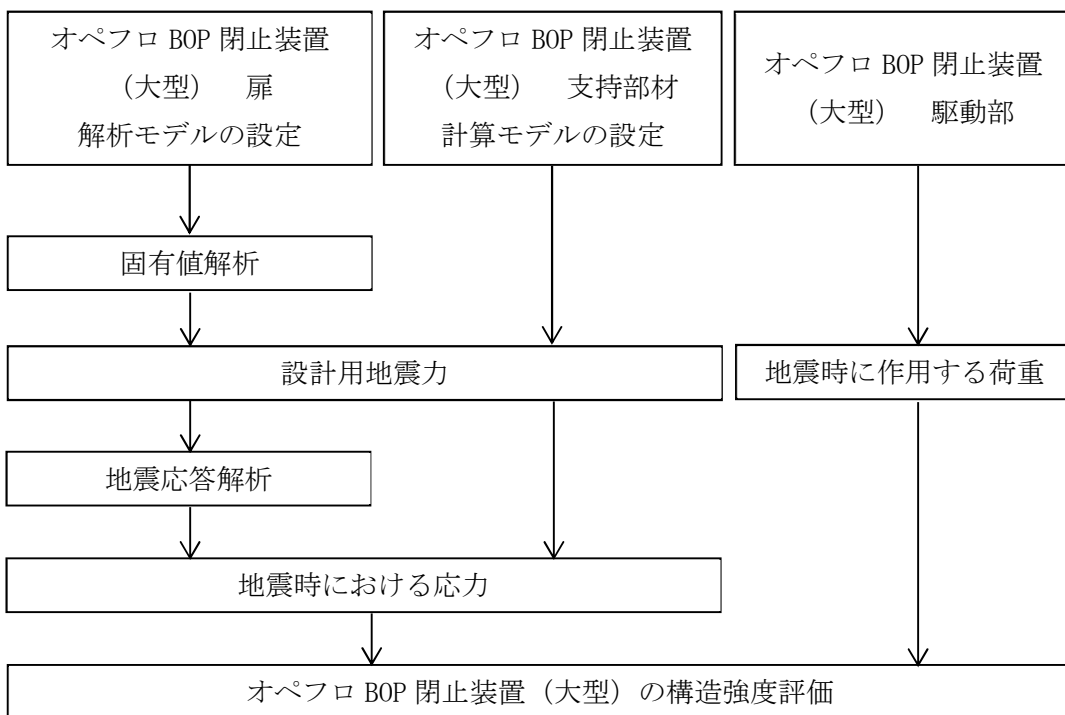 オペフロ BOP 閉止装置
（大型）　扉
解析モデルの設定
オペフロ BOP 閉止装置
（大型）　支持部材
計算モデルの設定
オペフロ BOP 閉止装置
（大型）　駆動部
固有値解析
設計用地震力
地震時に作用する荷重
地震応答解析
地震時における応力
オペフロ BOP 閉止装置（大型）の構造強度評価